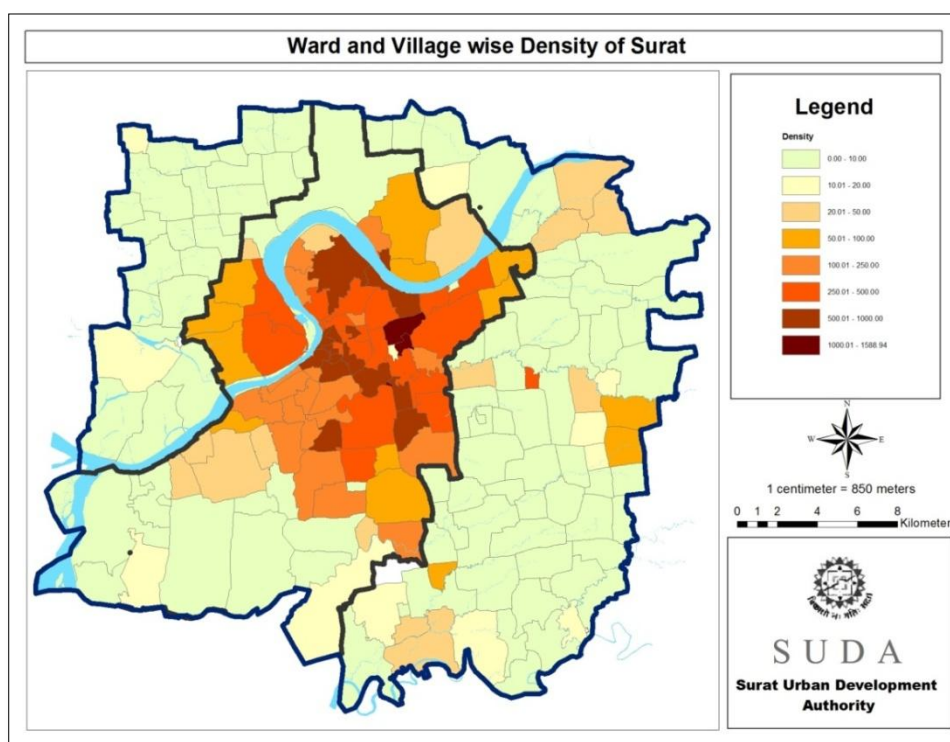 Ward and Village wise Density of Surat
Legend
Density
0.00 - 10.00
10.01 - 20.00
20.01 - 50.00
50.01 - 100.00
100.01 - 250.00
250.01 - 500.00
500.01 - 1000.00
1000.01 - 1588.94
N
W E
S
1 centimeter = 850 meters
0 1 2 4 6 8
Kilometer
SUDA
Surat Urban Development
Authority